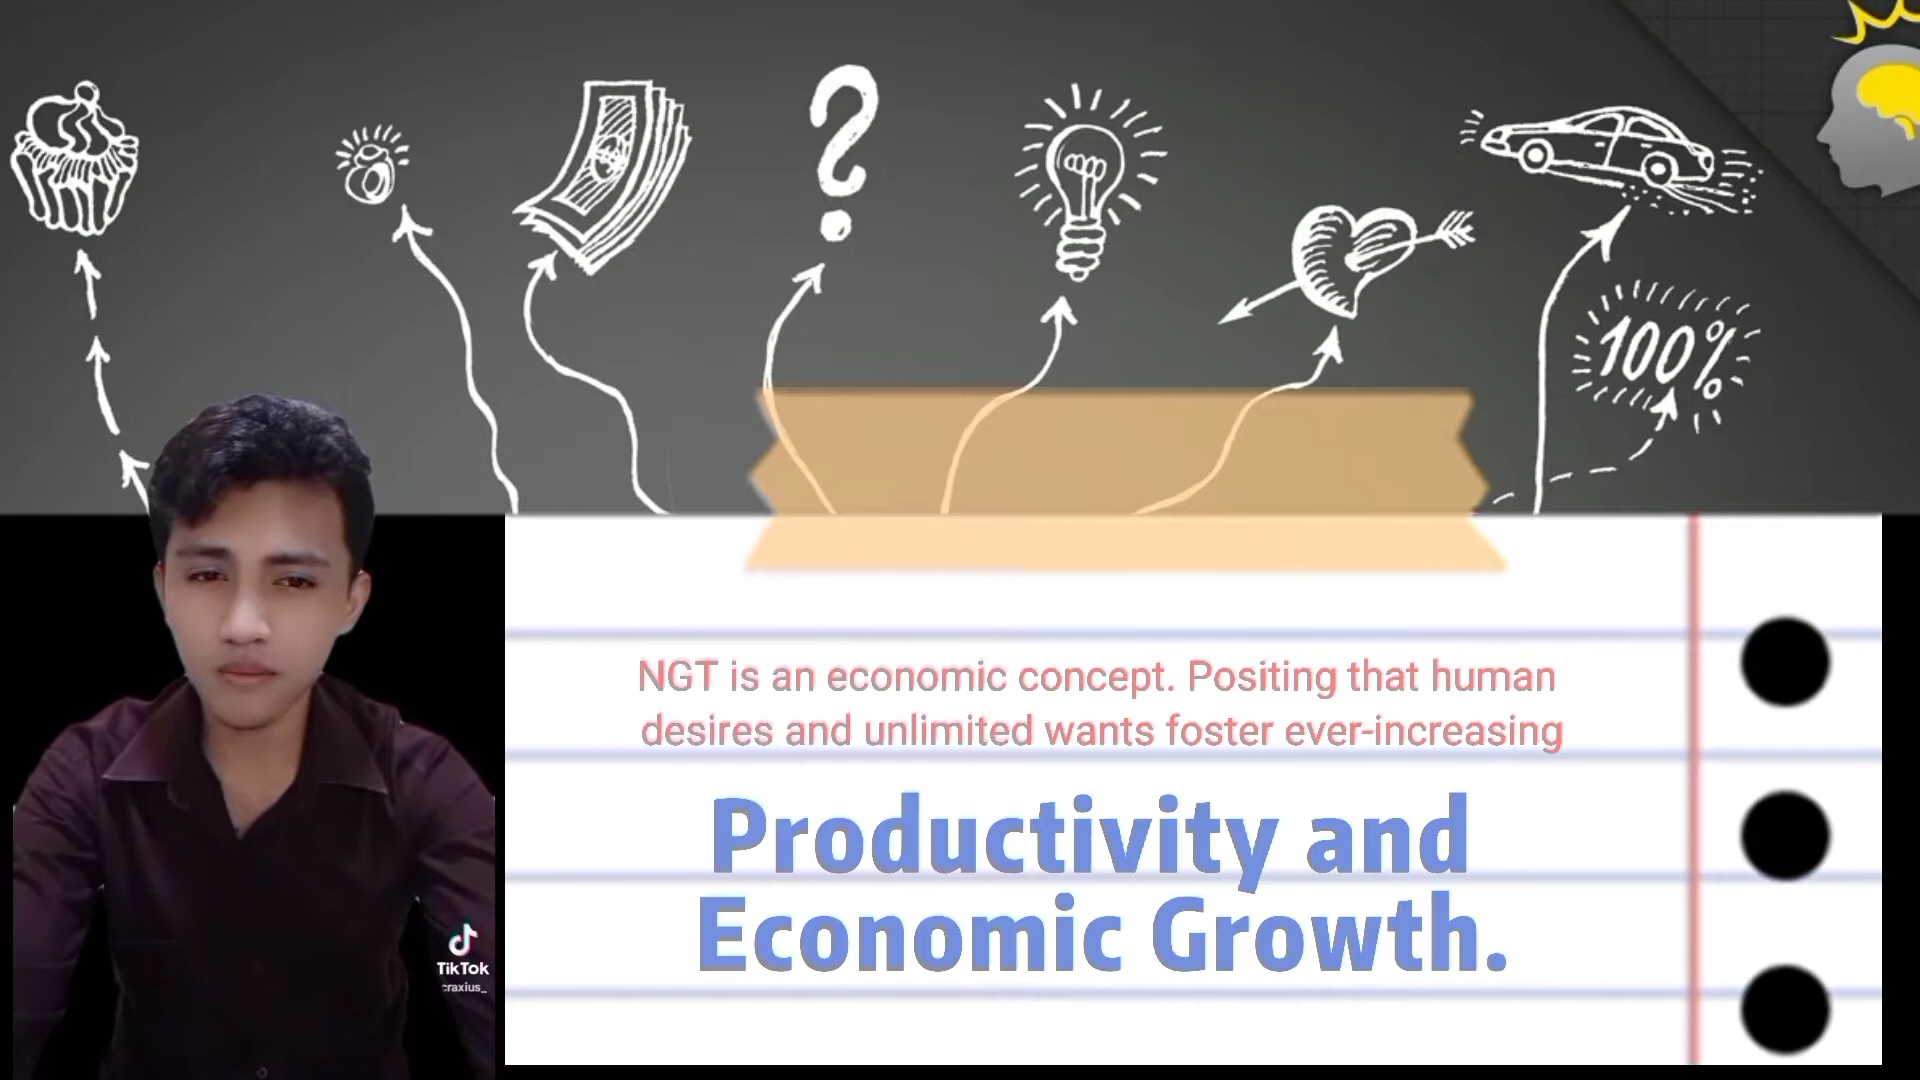 100%
NGT is an economic concept. Positing that human
desires and unlimited wants foster ever-increasing
Productivity and
Economic Growth.
TikTok
craxius_